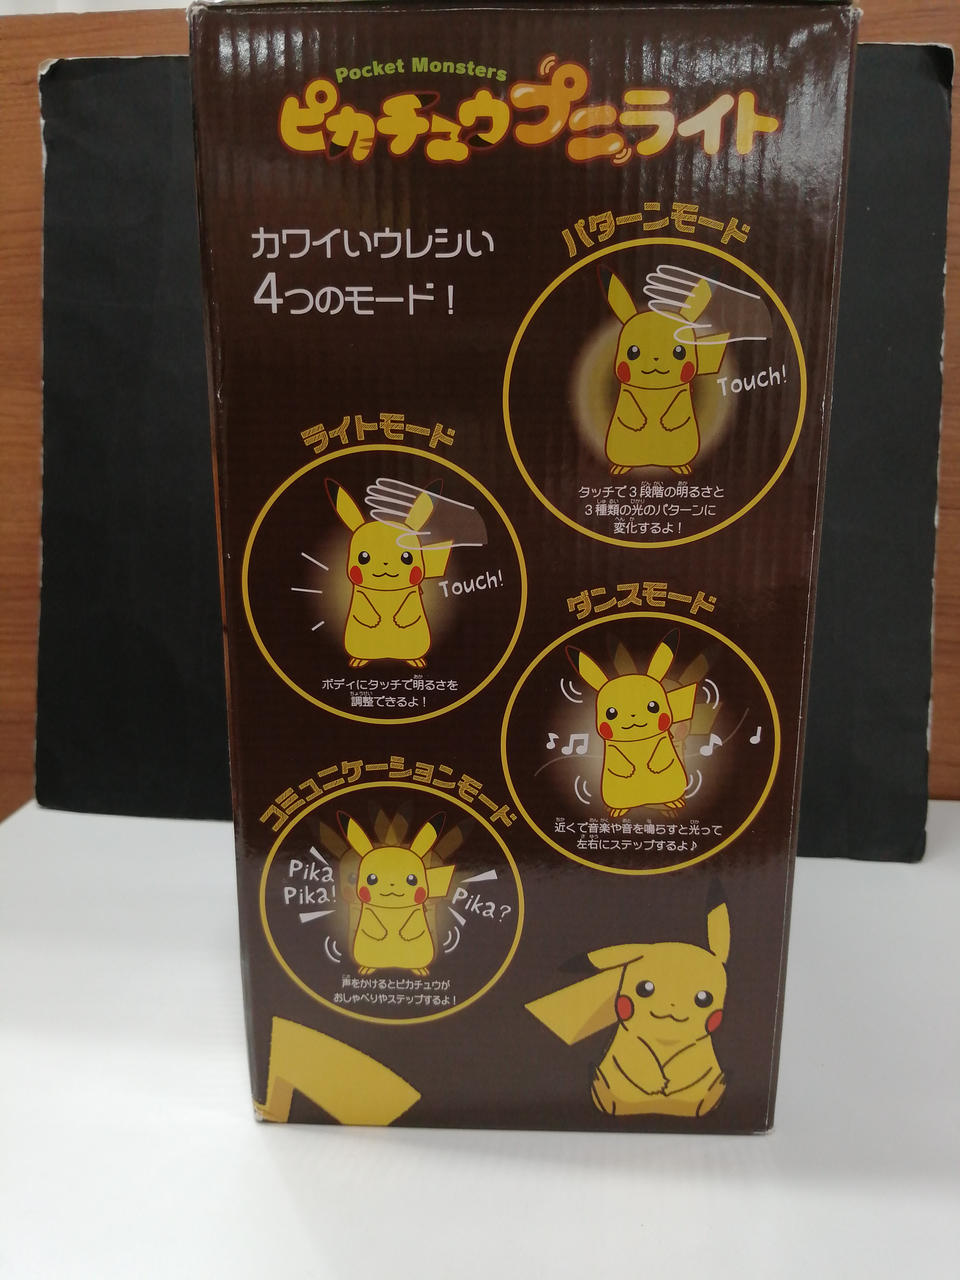 Pocket Monsters
ピカチュウプニライト
カワイいウレシい
4つのモード！
パターンモード
Touch!
タッチで3段階の明るさと
3種類の光のパターンに
変化するよ！
ライトモード
Touch!
ボディにタッチで明るさを
調整できるよ！
ダンスモード
近くで音楽や音を鳴らすと光って
左右にステップするよ♪
コミュニケーションモード
Pika
Pika!
Pika?
声をかけるとピカチュウが
おしゃべりやステップするよ！